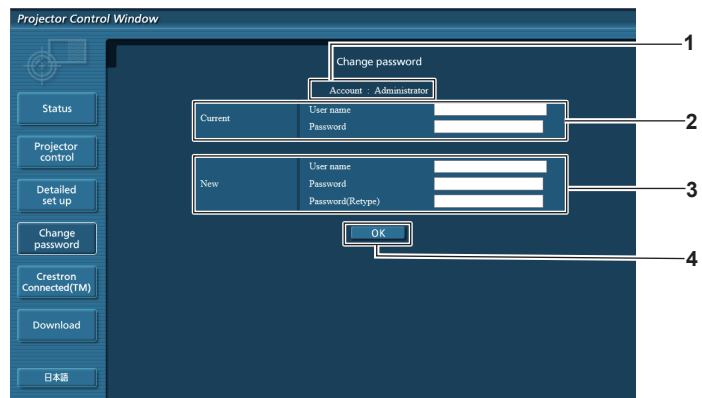 Projector Control Window
1
Change password
Account : Administrator
Status
Current
User name
Password
2
Projector
control
New
User name
Password
Password(Retype)
3
Detailed
set up
Change
password
OK
4
Crestron
Connected(TM)
Download
日本語